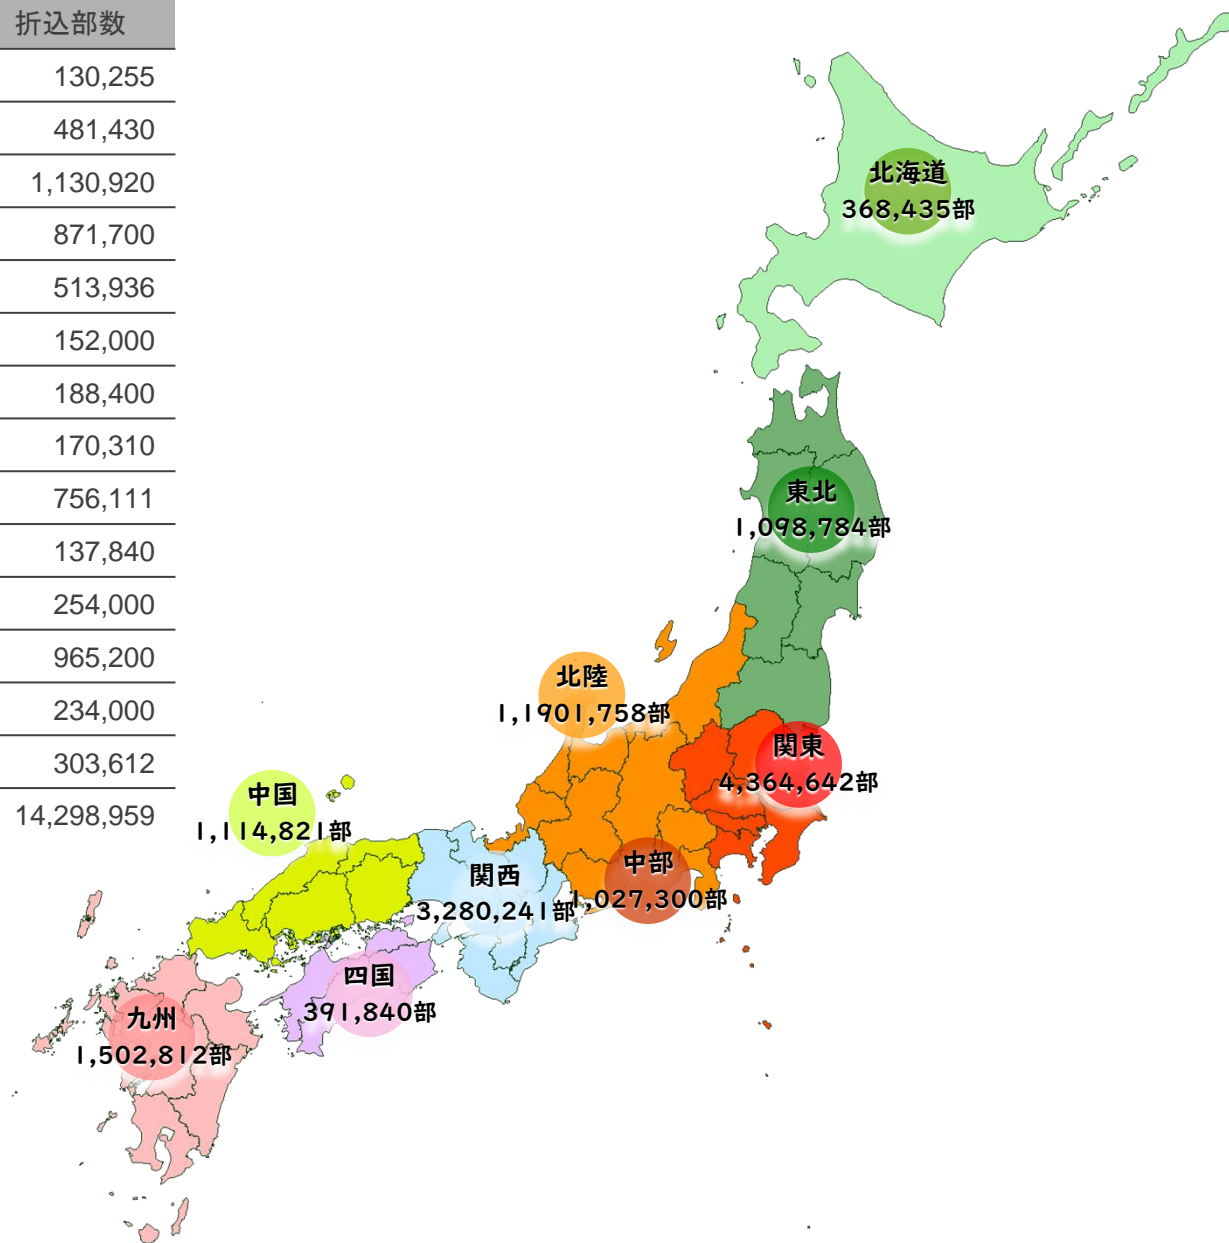 折込部数
130,255
481,430
1,130,920
871,700
513,936
152,000
188,400
170,310
756,111
137,840
254,000
965,200
234,000
303,612
14,298,959
北海道
368,435部
東北
1,098,784部
北陸
1,1901,758部
関東
4,364,642部
中国
1,114,821部
中部
1,027,300部
関西
3,280,241部
四国
391,840部
九州
1,502,812部